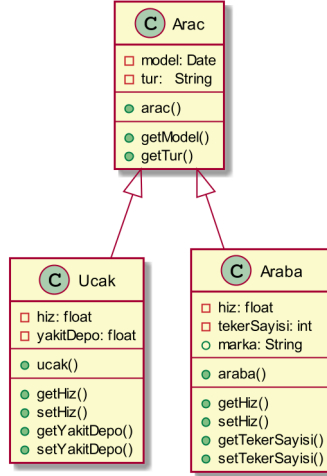 C Arac
model: Date
tur: String
arac()
getModel()
getTur()
C Ucak
hiz: float
yakitDepo: float
ucak()
getHiz()
setHiz()
getYakitDepo()
setYakitDepo()
C Araba
hiz: float
tekerSayisi: int
marka: String
araba()
getHiz()
setHiz()
getTekerSayisi()
setTekerSayisi()